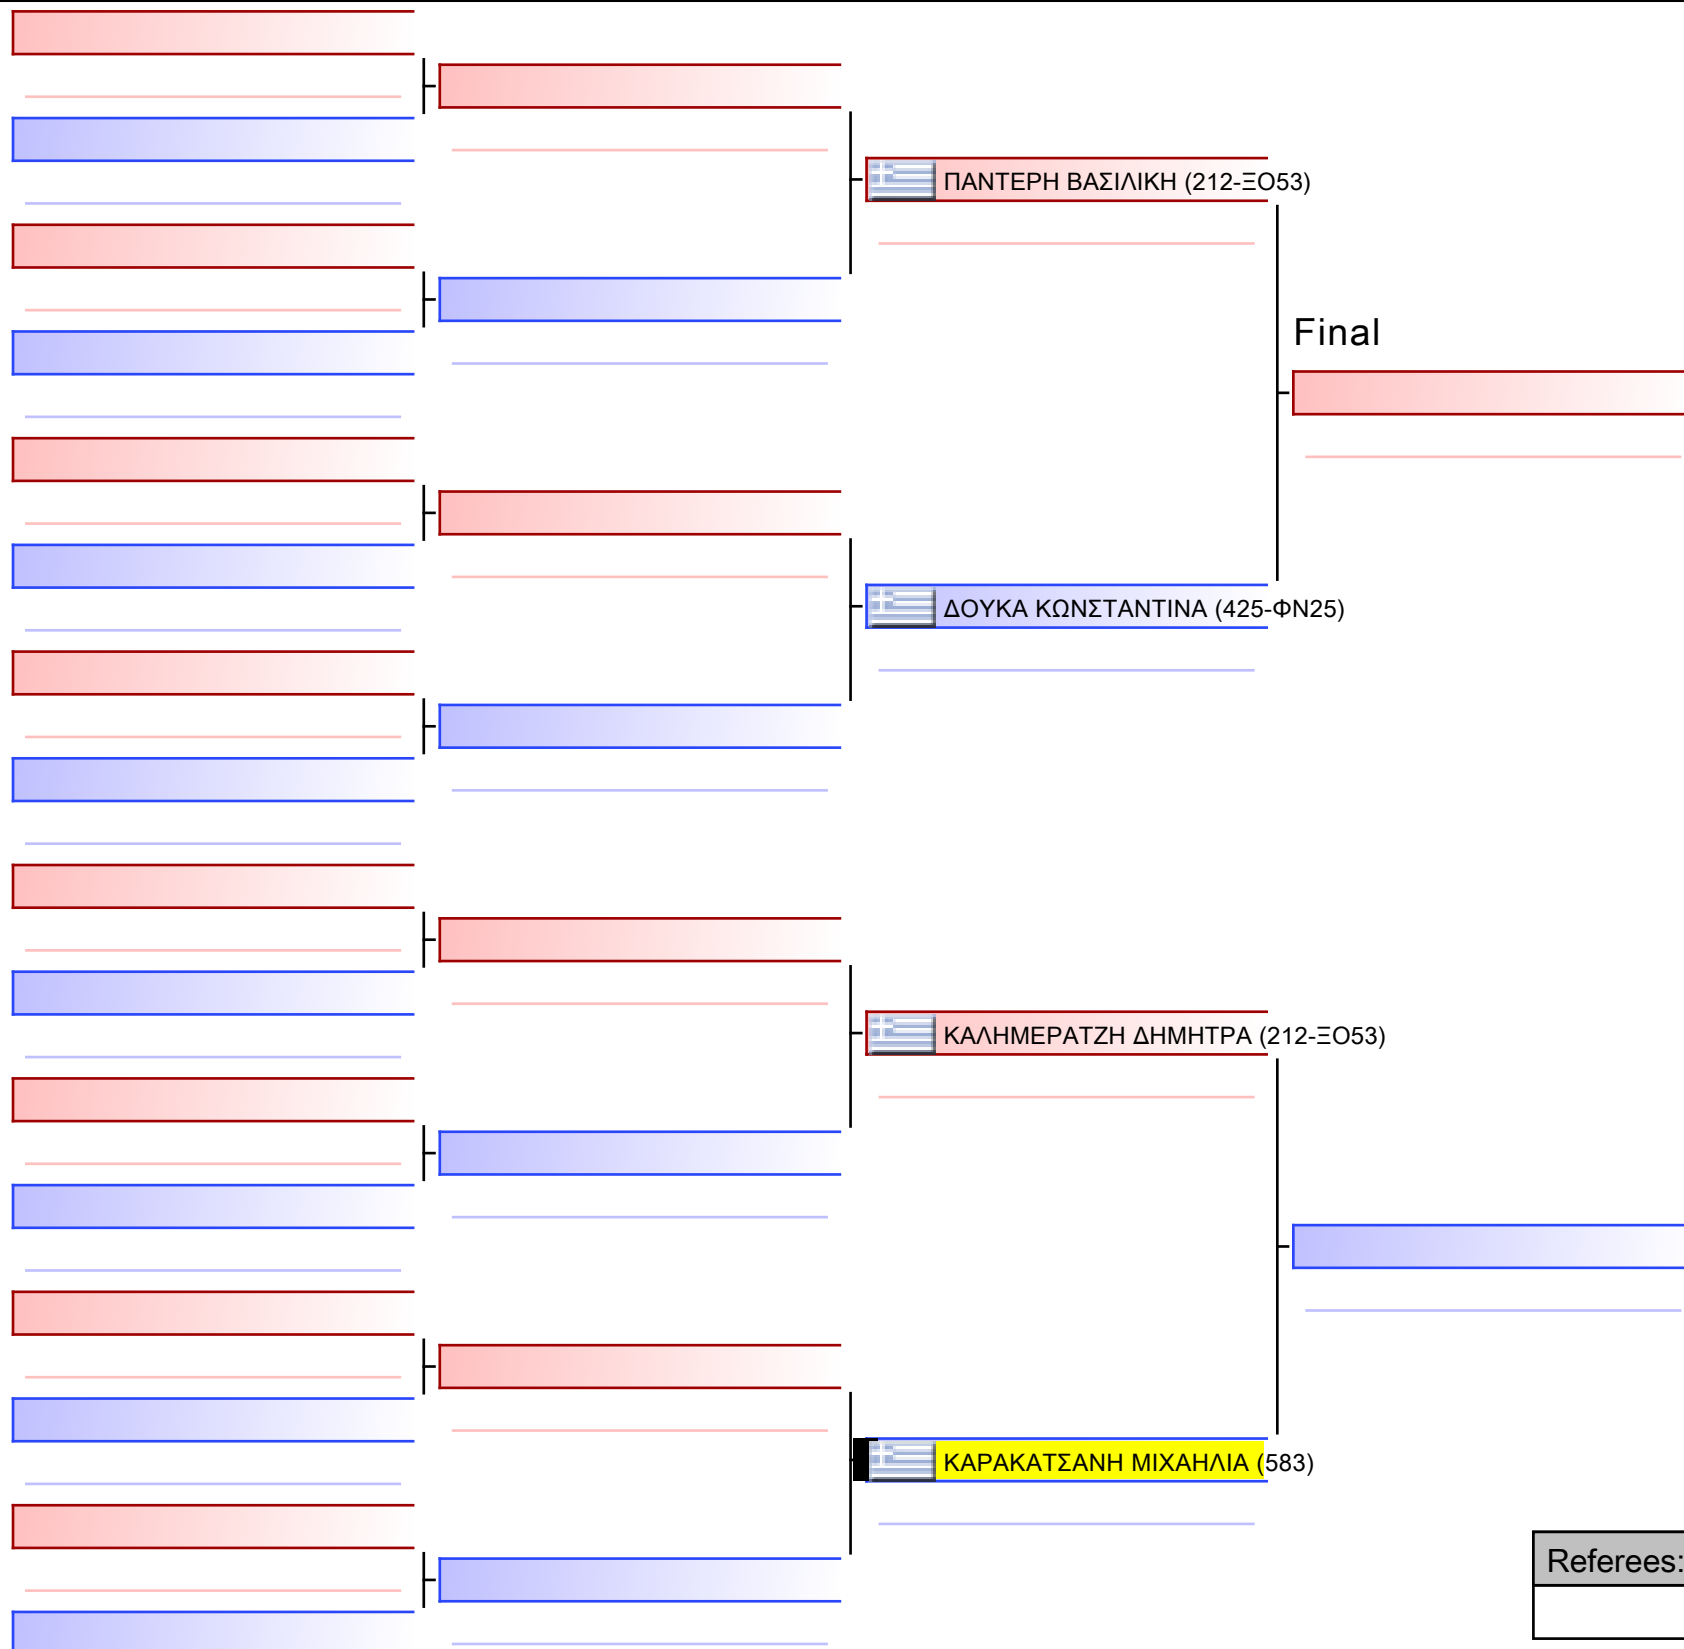 ΠΑΝΤΕΡΗ ΒΑΣΙΛΙΚΗ (212-ΞΟ53)
Final
ΔΟΥΚΑ ΚΩΝΣΤΑΝΤΙΝΑ (425-ΦΝ25)
ΚΑΛΗΜΕΡΑΤΖΗ ΔΗΜΗΤΡΑ (212-ΞΟ53)
ΚΑΡΑΚΑΤΣΑΝΗ ΜΙΧΑΗΛΙΑ (583)
Referees: